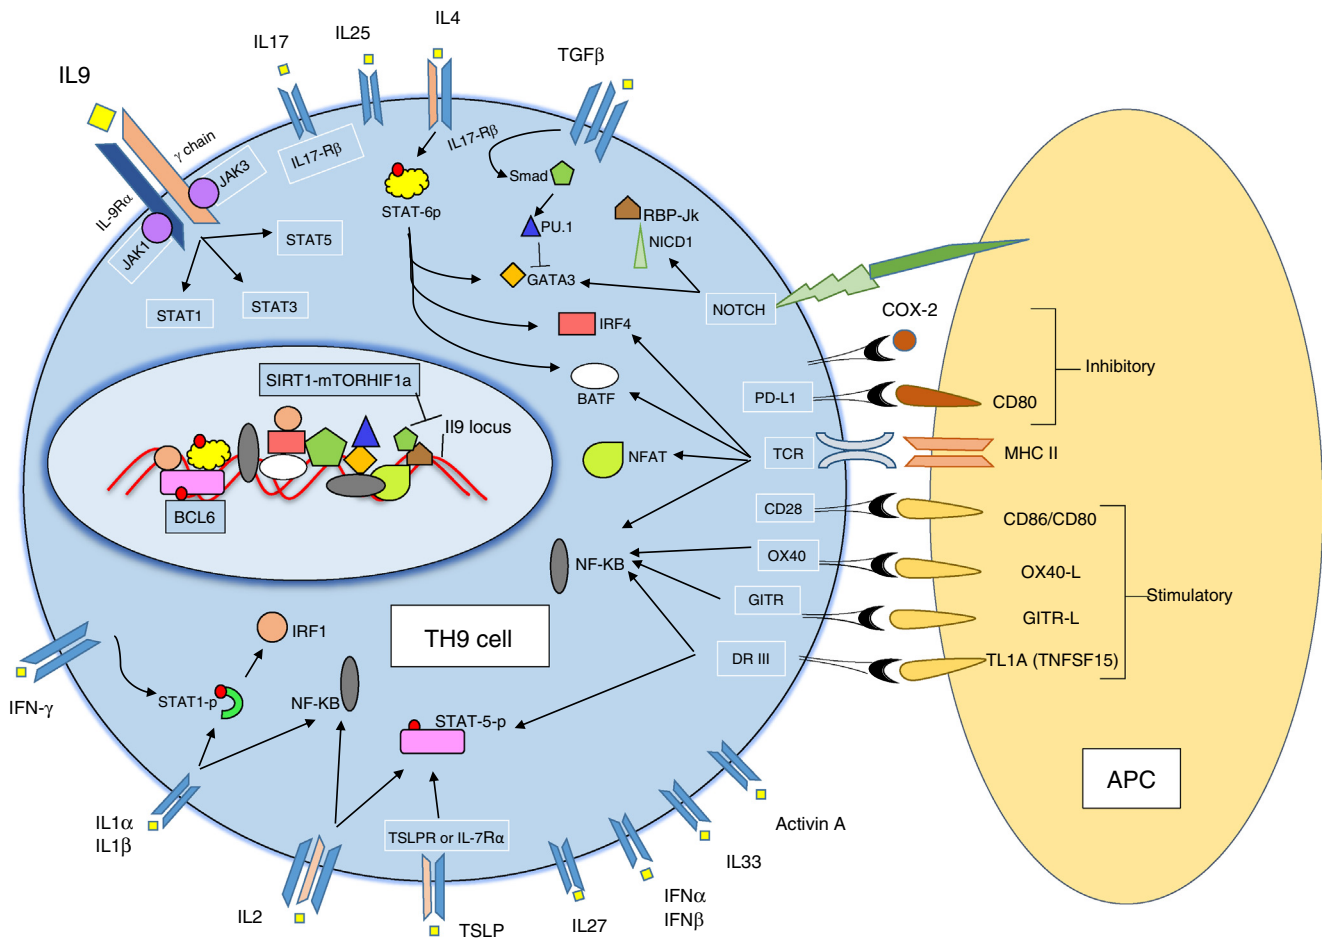 IL4
IL17
IL25
TGFβ
IL9
γ chain
IL17-Rβ
IL17-Rβ
JAK3
IL-9Rα
JAK1
Smad
STAT-6p
RBP-Jk
PU.1
NICD1
STAT5
GATA3
STAT3
STAT1
NOTCH
COX-2
IRF4
Inhibitory
SIRT1-mTORHIF1a
BATF
PD-L1
CD80
Il9 locus
NFAT
TCR
MHC II
BCL6
CD28
CD86/CD80
OX40
NF-KB
OX40-L
GITR
Stimulatory
GITR-L
IRF1
TH9 cell
DR III
TL1A (TNFSF15)
IFN-γ
STAT1-p
NF-KB
STAT-5-p
APC
IL1α
IL1β
TSLPR or IL-7Rα
Activin A
IL33
IL2
TSLP
IL27
IFNα
IFNβ